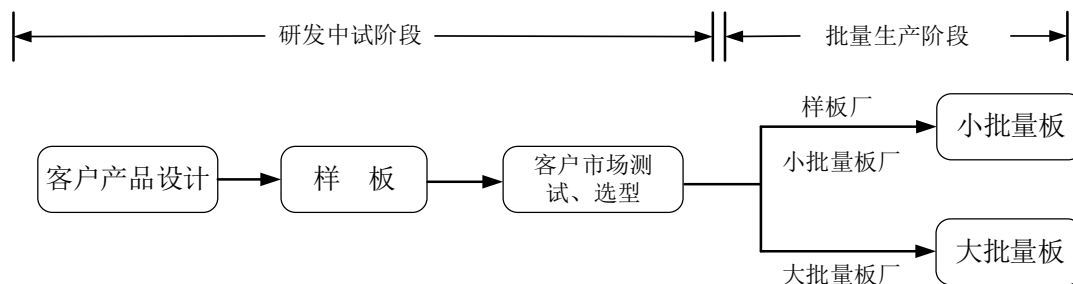 研发中试阶段
批量生产阶段
样板厂
小批量板
客户产品设计
样 板
客户市场测
试、选型
小批量板厂
大批量板
大批量板厂